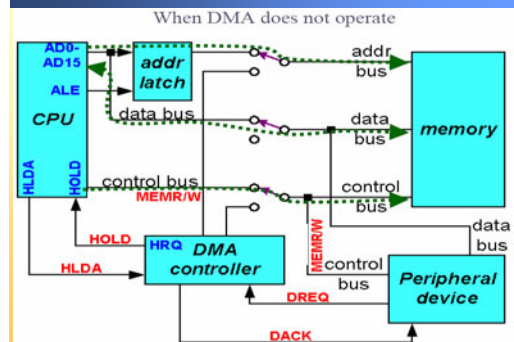 When DMA does not operate
AD0-
AD15
addr
latch
addr
bus
ALE
CPU
data bus
data
bus
memory
HLDA
HOLD
control bus
MEMR/W
control
bus
HOLD
HRQ
DMA
controller
HLDA
MEMR/W
control
bus
data
bus
Peripheral
device
DREQ
DACK